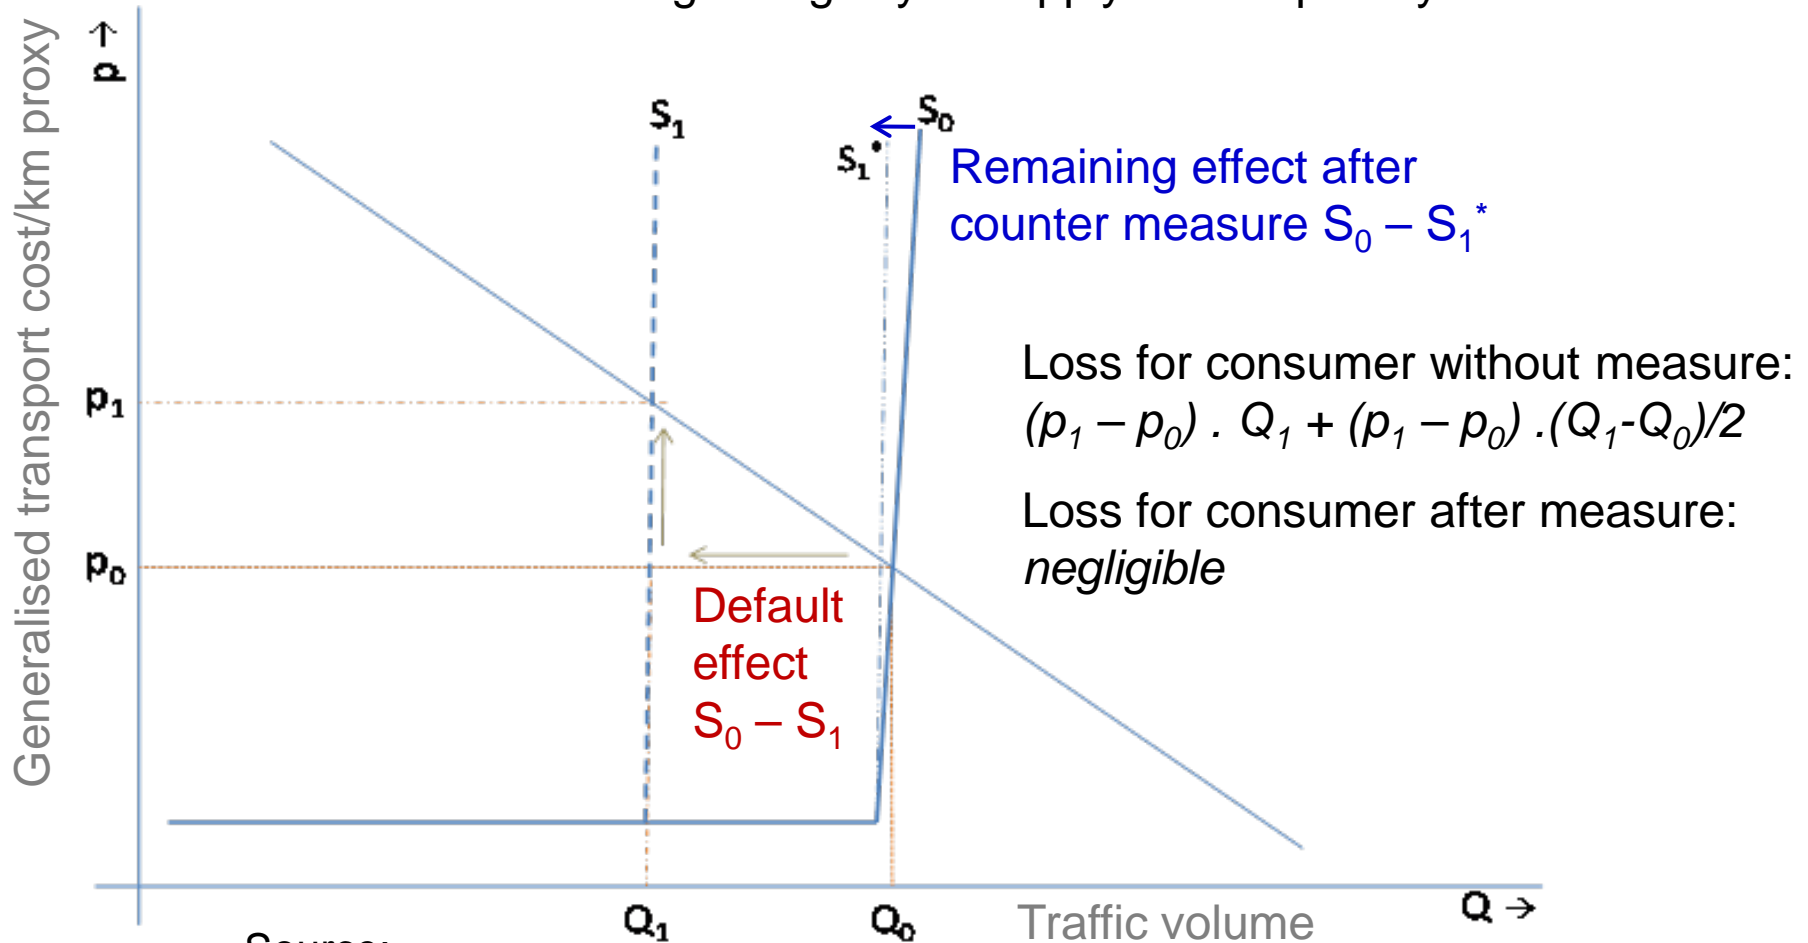 Generalised transport cost/km proxy
p →
S₁
S₀
S₁*
Remaining effect after
counter measure S₀ – S₁*
Loss for consumer without measure:
(p₁ – p₀) . Q₁ + (p₁ – p₀) .(Q₁-Q₀)/2
Loss for consumer after measure:
negligible
p₁
p₀
Default
effect
S₀ – S₁
Q₁
Q₀
Traffic volume
Q →
Source: